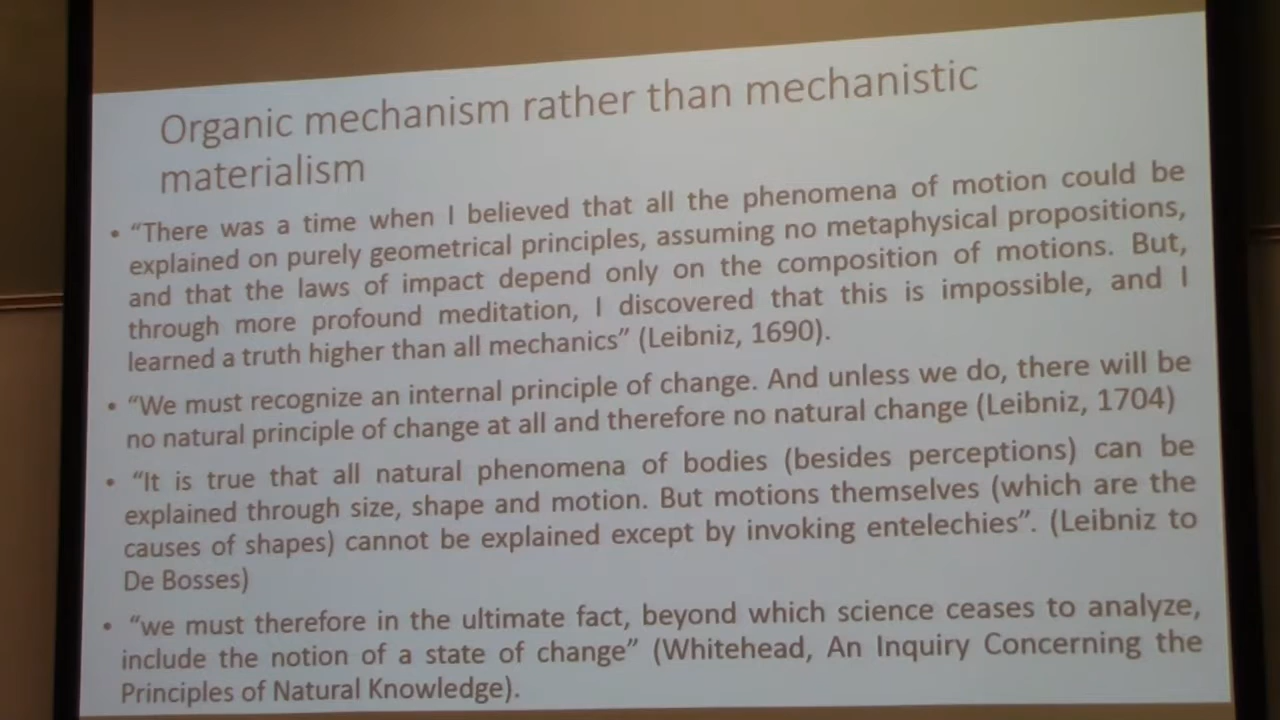 Organic mechanism rather than mechanistic
materialism
• “There was a time when I believed that all the phenomena of motion could be
explained on purely geometrical principles, assuming no metaphysical propositions,
and that the laws of impact depend only on the composition of motions. But,
through more profound meditation, I discovered that this is impossible, and I
learned a truth higher than all mechanics” (Leibniz, 1690).
• “We must recognize an internal principle of change. And unless we do, there will be
no natural principle of change at all and therefore no natural change (Leibniz, 1704)
• “It is true that all natural phenomena of bodies (besides perceptions) can be
explained through size, shape and motion. But motions themselves (which are the
causes of shapes) cannot be explained except by invoking entelechies”. (Leibniz to
De Bosses)
• “we must therefore in the ultimate fact, beyond which science ceases to analyze,
include the notion of a state of change” (Whitehead, An Inquiry Concerning the
Principles of Natural Knowledge).